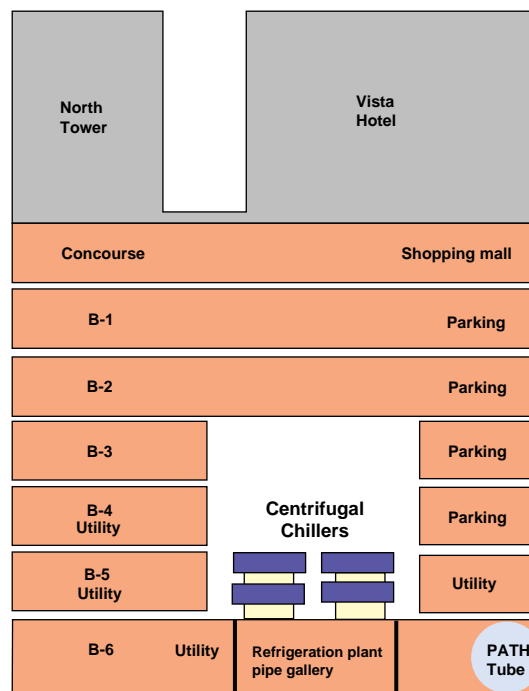 North
Tower
Vista
Hotel
Concourse
Shopping mall
B-1
Parking
B-2
Parking
B-3
Parking
B-4
Utility
Parking
Centrifugal
Chillers
B-5
Utility
Utility
B-6
Utility
Refrigeration plant
pipe gallery
PATH
Tube